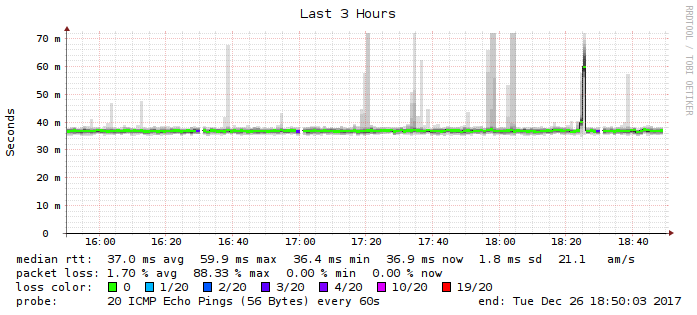 Last 3 Hours
RRDTOOL / TOBI OETIKER
Seconds
70 m
60 m
50 m
40 m
30 m
20 m
10 m
0
16:00 16:20 16:40 17:00 17:20 17:40 18:00 18:20 18:40
median rtt: 37.0 ms avg 59.9 ms max 36.4 ms min 36.9 ms now 1.8 ms sd 21.1 am/s
packet loss: 1.70 % avg 88.33 % max 0.00 % min 0.00 % now
loss color: 0 1/20 2/20 3/20 4/20 10/20 19/20
probe: 20 ICMP Echo Pings (56 Bytes) every 60s end: Tue Dec 26 18:50:03 2017